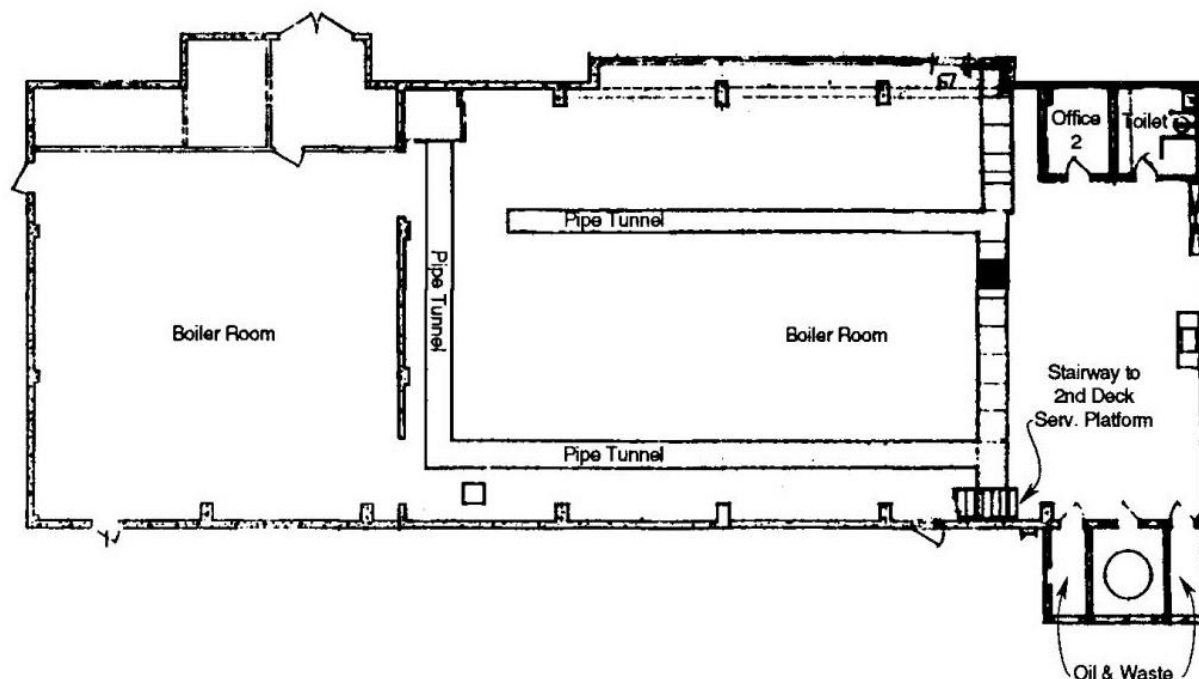 Office
2
Toilet
Pipe Tunnel
Pipe Tunnel
Boiler Room
Boiler Room
Stairway to
2nd Deck
Serv. Platform
Pipe Tunnel
Oil & Waste